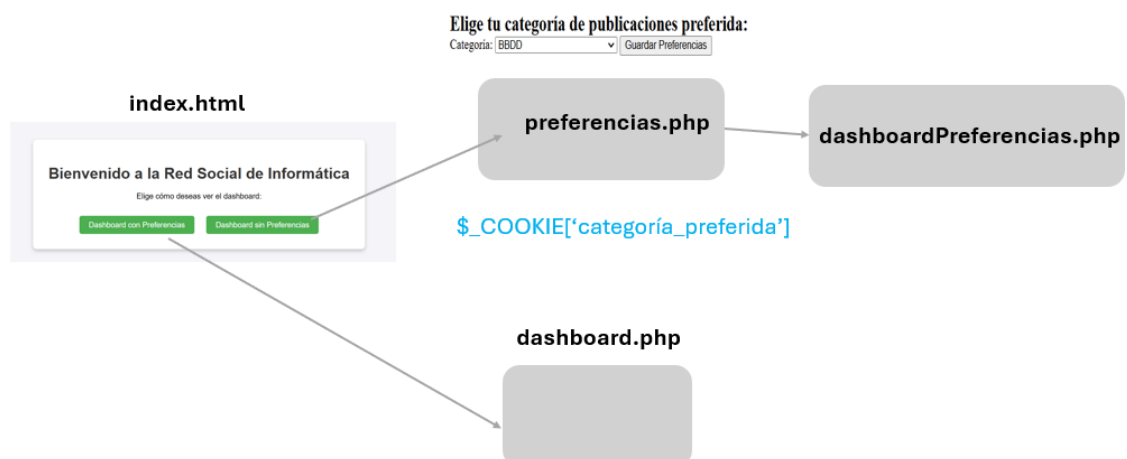 Elige tu categoría de publicaciones preferida:
Categoría: BBDD Guardar Preferencias
index.html
Bienvenido a la Red Social de Informática
Elige cómo deseas ver el dashboard:
Dashboard con Preferencias Dashboard sin Preferencias
preferencias.php
dashboardPreferencias.php
$_COOKIE[‘categoría_preferida’]
dashboard.php